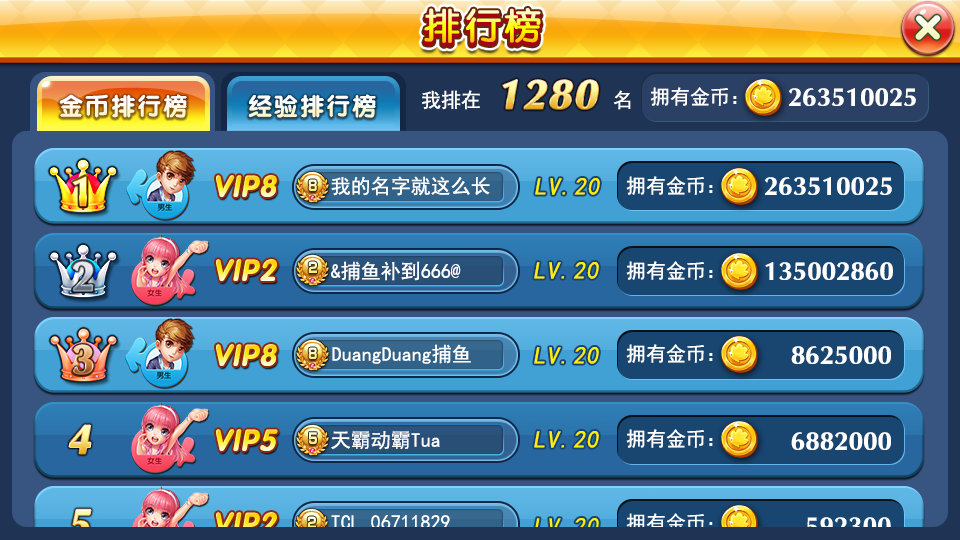 排行榜
金币排行榜 经验排行榜 我排在 1280 名 拥有金币: 263510025
1 男生 VIP8 8 我的名字就这么长 LV. 20 拥有金币: 263510025
2 女生 VIP2 2 &捕鱼补到666@ LV. 20 拥有金币: 135002860
3 男生 VIP8 8 DuangDuang捕鱼 LV. 20 拥有金币: 8625000
4 女生 VIP5 5 天霸动霸Tua LV. 20 拥有金币: 6882000
5 VIP2 2 TCL_06711829 LV. 20 拥有金币: 592300